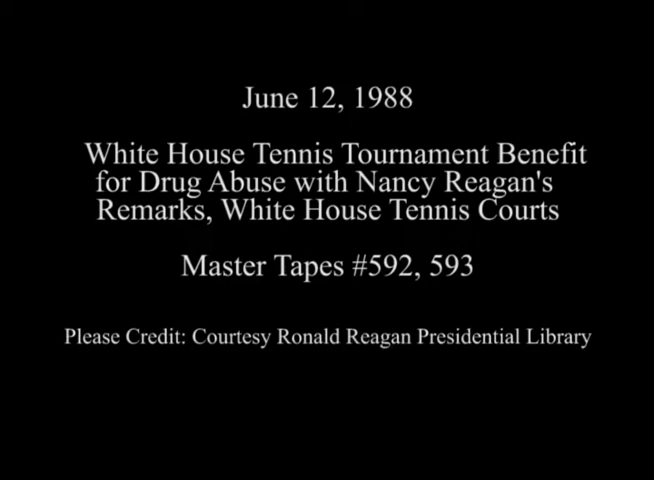 June 12, 1988
White House Tennis Tournament Benefit
for Drug Abuse with Nancy Reagan's
Remarks, White House Tennis Courts
Master Tapes #592, 593
Please Credit: Courtesy Ronald Reagan Presidential Library